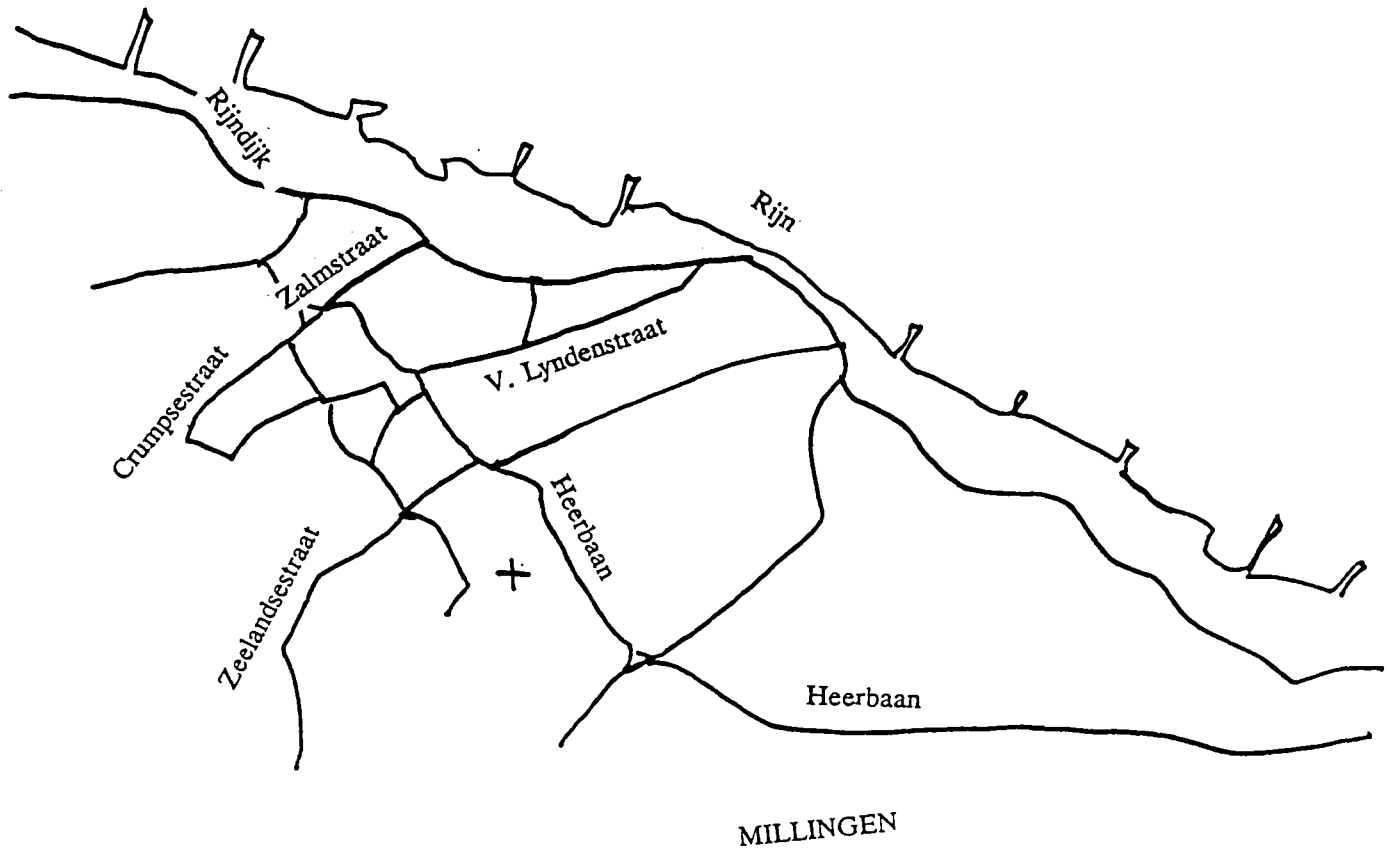 Rijndijk
Rijn
Zalmstraat
V. Lyndenstraat
Crumpsestraat
Heerbaan
Zeelandsestraat
Heerbaan
MILLINGEN